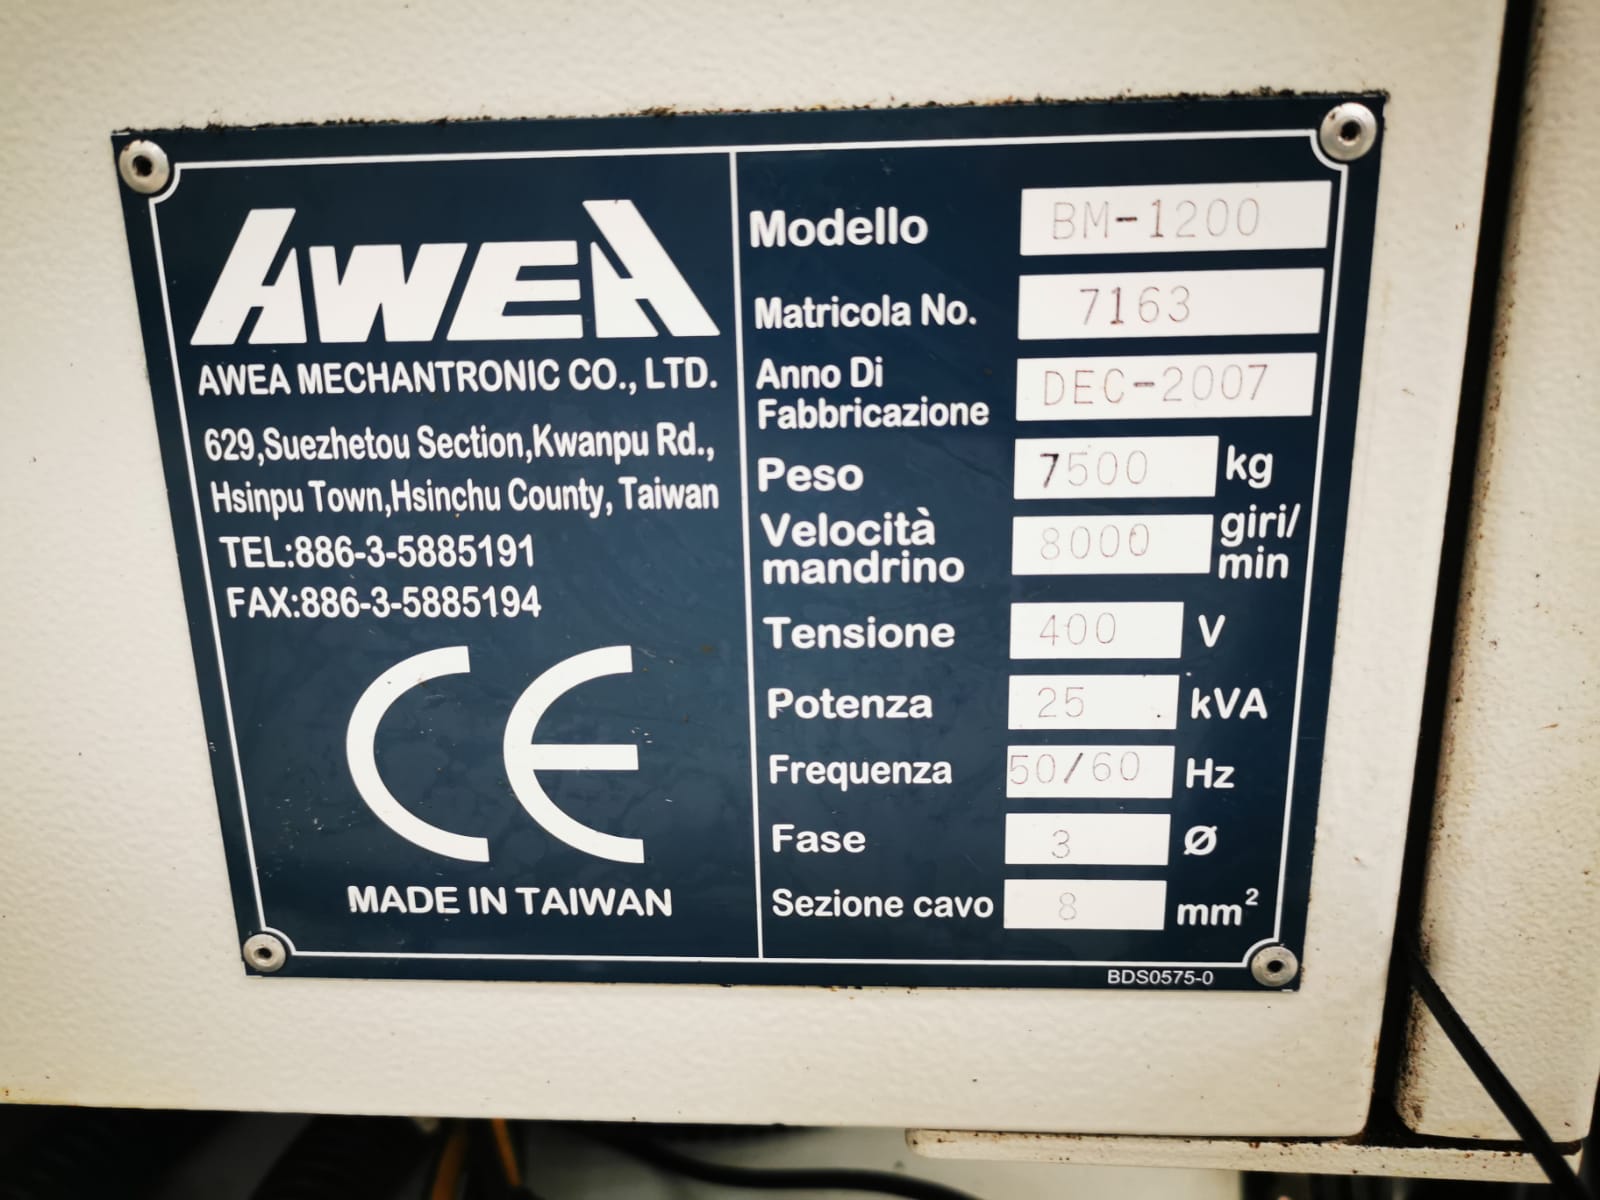 AWEA
AWEA MECHANTRONIC CO., LTD.
629,Suezhetou Section,Kwanpu Rd.,
Hsinpu Town,Hsinchu County, Taiwan
TEL:886-3-5885191
FAX:886-3-5885194
CE
MADE IN TAIWAN
Modello BM-1200
Matricola No. 7163
Anno Di
Fabbricazione DEC-2007
Peso 7500 kg
Velocità
mandrino 8000 giri/
min
Tensione 400 V
Potenza 25 kVA
Frequenza 50/60 Hz
Fase 3 Ø
Sezione cavo 8 mm²
BDS0575-0